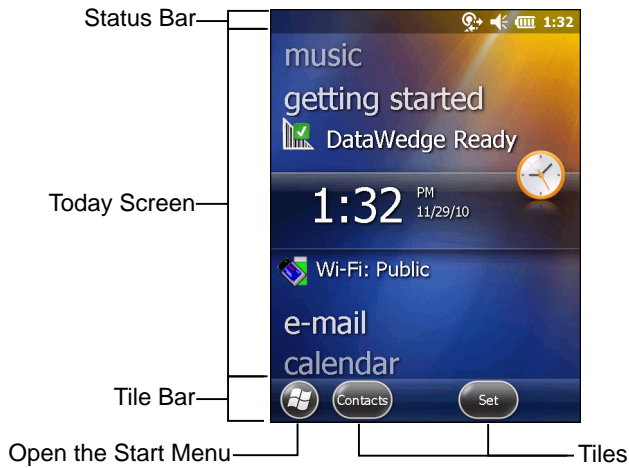 Status Bar
1:32
music
getting started
DataWedge Ready
Today Screen
1:32 PM
11/29/10
Wi-Fi: Public
e-mail
calendar
Tile Bar
Contacts
Set
Open the Start Menu
Tiles